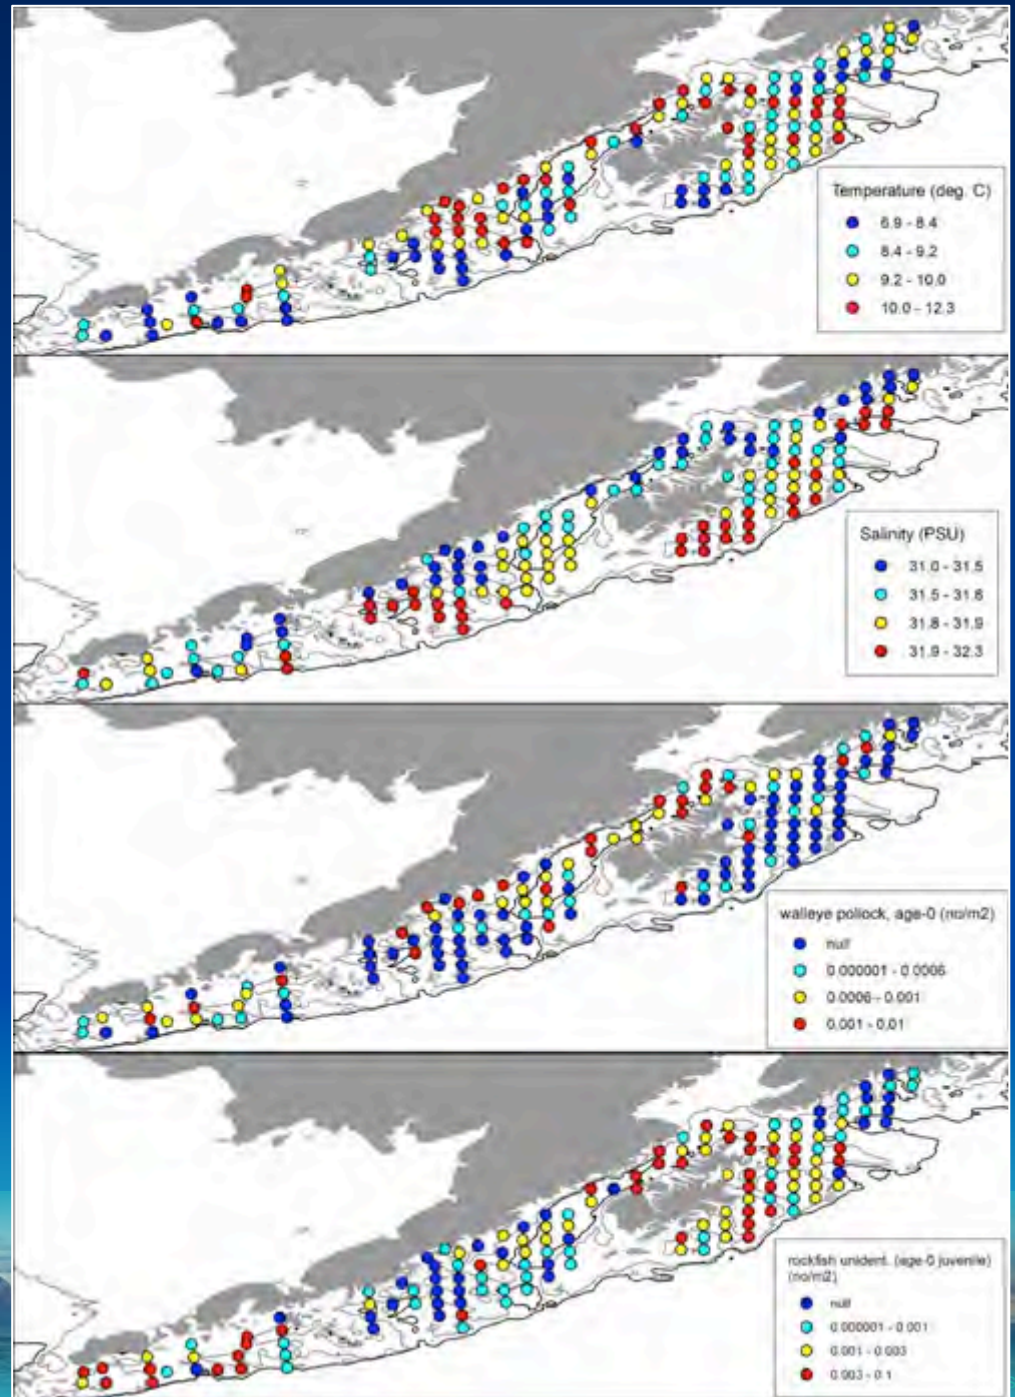 Temperature (deg. C)
6.9 - 8.4
8.4 - 9.2
9.2 - 10.0
10.0 - 12.3
Salinity (PSU)
31.0 - 31.5
31.5 - 31.8
31.8 - 31.9
31.9 - 32.3
walleye pollock, age-0 (no/m2)
null
0.000001 - 0.0006
0.0006 - 0.001
0.001 - 0.01
rockfish unident. (age-0 juvenile)
(no/m2)
null
0.000001 - 0.001
0.001 - 0.003
0.003 - 0.1